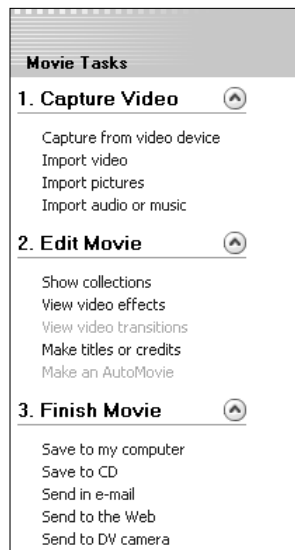 Movie Tasks
1. Capture Video
Capture from video device
Import video
Import pictures
Import audio or music
2. Edit Movie
Show collections
View video effects
View video transitions
Make titles or credits
Make an AutoMovie
3. Finish Movie
Save to my computer
Save to CD
Send in e-mail
Send to the Web
Send to DV camera